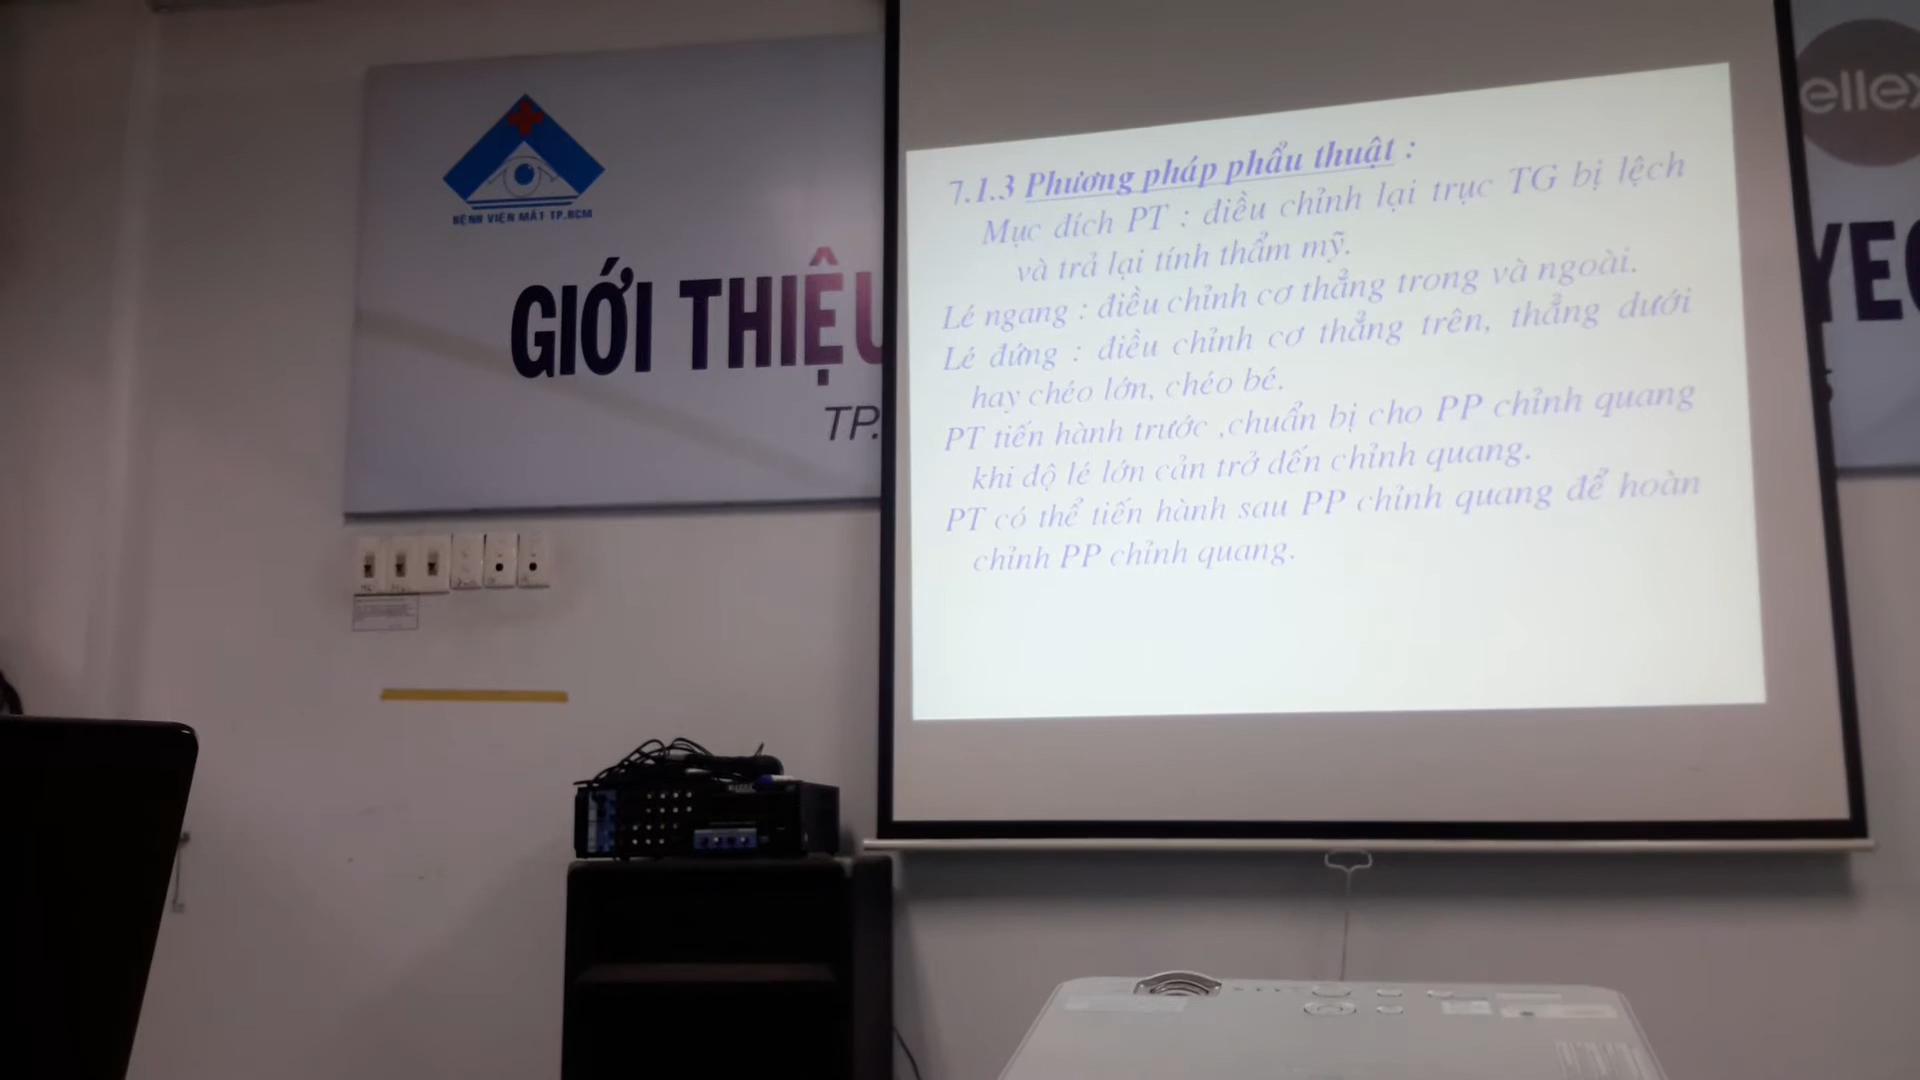 BỆNH VIỆN MẮT TP.HCM
GIỚI THIỆU
TP.
ellex
YEO
7.1.3 Phương pháp phẩu thuật :
Mục đích PT : điều chỉnh lại trục TG bị lệch
và trả lại tính thẩm mỹ.
Lé ngang : điều chỉnh cơ thẳng trong và ngoài.
Lé đứng : điều chỉnh cơ thẳng trên, thẳng dưới
hay chéo lớn, chéo bé.
PT tiến hành trước ,chuẩn bị cho PP chỉnh quang
khi độ lé lớn cản trở đến chỉnh quang.
PT có thể tiến hành sau PP chỉnh quang để hoàn
chỉnh PP chỉnh quang.